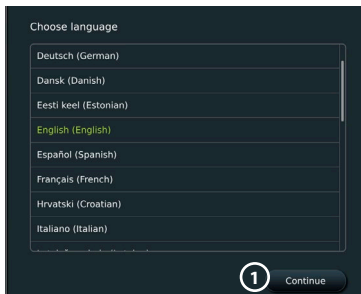 Choose language
Deutsch (German)
Dansk (Danish)
Eesti keel (Estonian)
English (English)
Español (Spanish)
Français (French)
Hrvatski (Croatian)
Italiano (Italian)
1 Continue